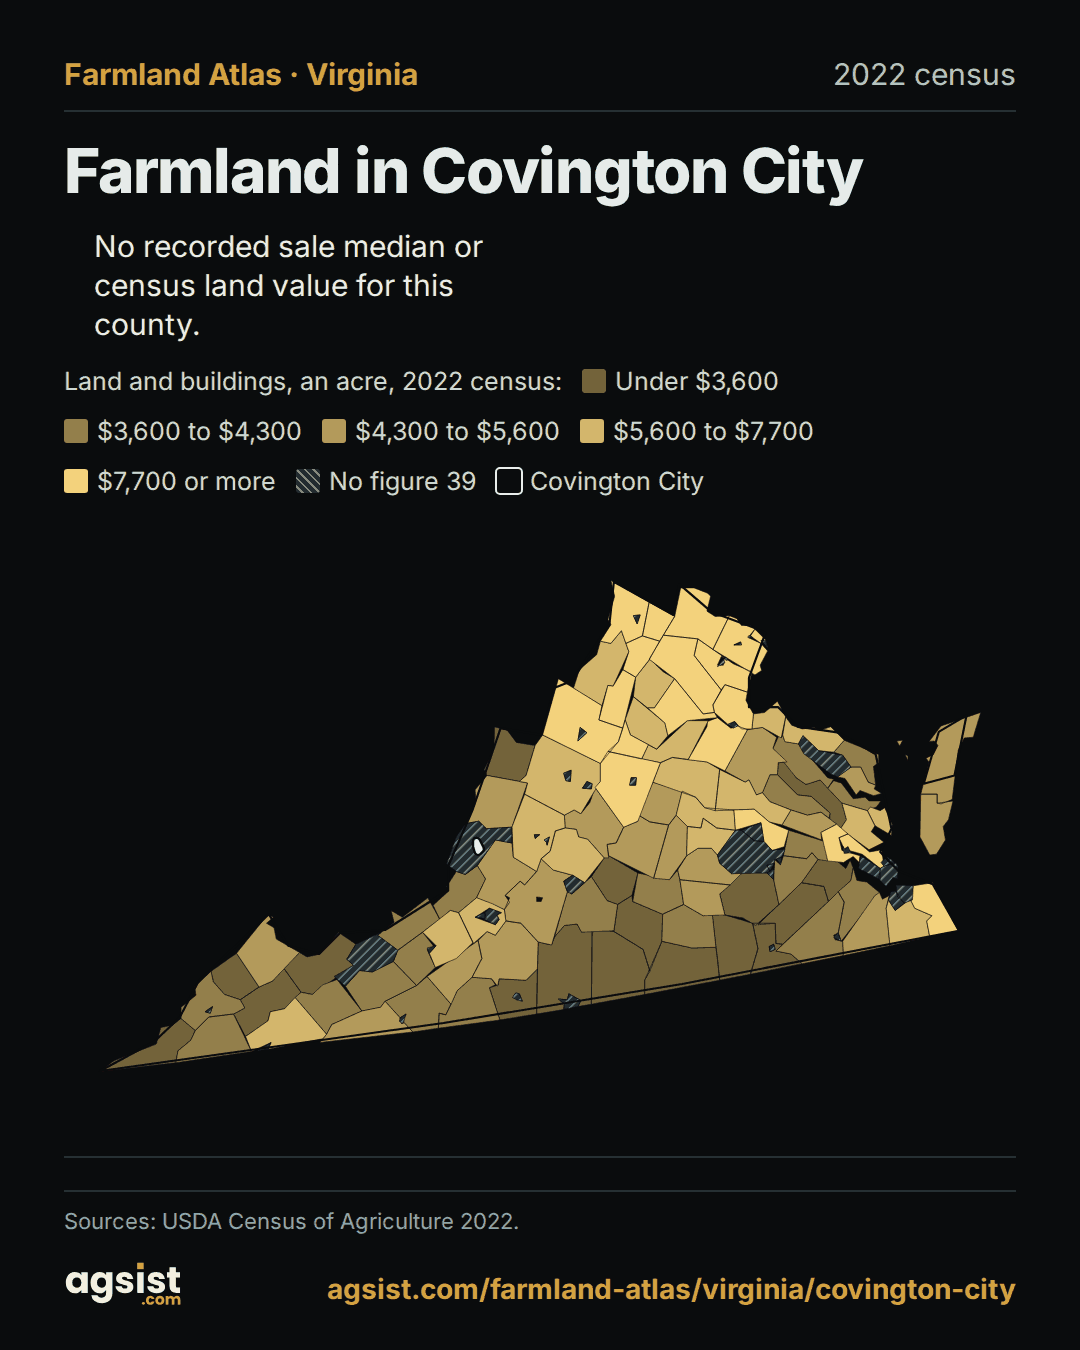 Farmland Atlas · Virginia
2022 census
Farmland in Covington City
No recorded sale median or
census land value for this
county.
Land and buildings, an acre, 2022 census: Under $3,600
$3,600 to $4,300 $4,300 to $5,600 $5,600 to $7,700
$7,700 or more No figure 39 Covington City
Sources: USDA Census of Agriculture 2022.
agsist
.com
agsist.com/farmland-atlas/virginia/covington-city